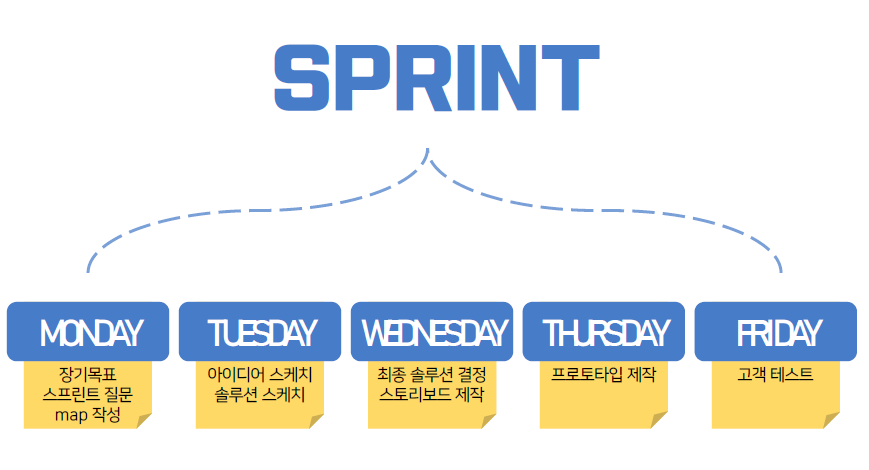 SPRINT
MONDAY
장기목표
스프린트 질문
map 작성
TUESDAY
아이디어 스케치
솔루션 스케치
WEDNESDAY
최종 솔루션 결정
스토리보드 제작
THURSDAY
프로토타입 제작
FRIDAY
고객 테스트